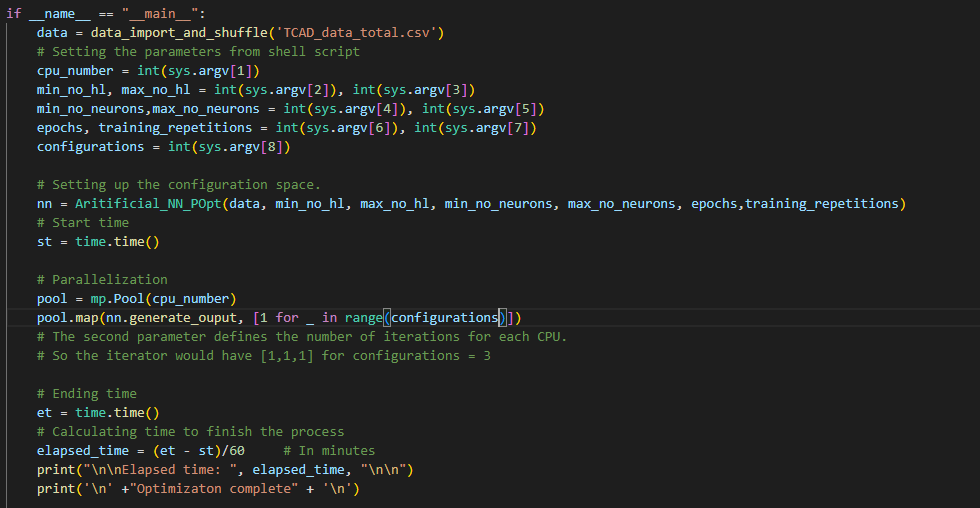 if __name__ == "__main__":
    data = data_import_and_shuffle('TCAD_data_total.csv')
    # Setting the parameters from shell script
    cpu_number = int(sys.argv[1])
    min_no_hl, max_no_hl = int(sys.argv[2]), int(sys.argv[3])
    min_no_neurons,max_no_neurons = int(sys.argv[4]), int(sys.argv[5])
    epochs, training_repetitions = int(sys.argv[6]), int(sys.argv[7])
    configurations = int(sys.argv[8])

    # Setting up the configuration space.
    nn = Aritificial_NN_POpt(data, min_no_hl, max_no_hl, min_no_neurons, max_no_neurons, epochs,training_repetitions)
    # Start time
    st = time.time()

    # Parallelization
    pool = mp.Pool(cpu_number)
    pool.map(nn.generate_ouput, [1 for _ in range(configurations)])
    # The second parameter defines the number of iterations for each CPU.
    # So the iterator would have [1,1,1] for configurations = 3

    # Ending time
    et = time.time()
    # Calculating time to finish the process
    elapsed_time = (et - st)/60     # In minutes
    print("\n\nElapsed time: ", elapsed_time, "\n\n")
    print('\n' +"Optimizaton complete" + '\n')